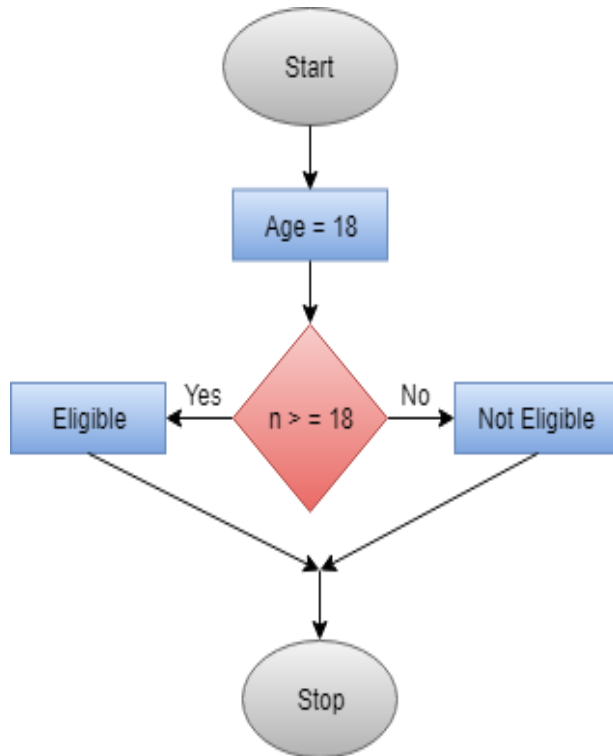 Start
Age = 18
Yes
No
Eligible
n > = 18
Not Eligible
Stop